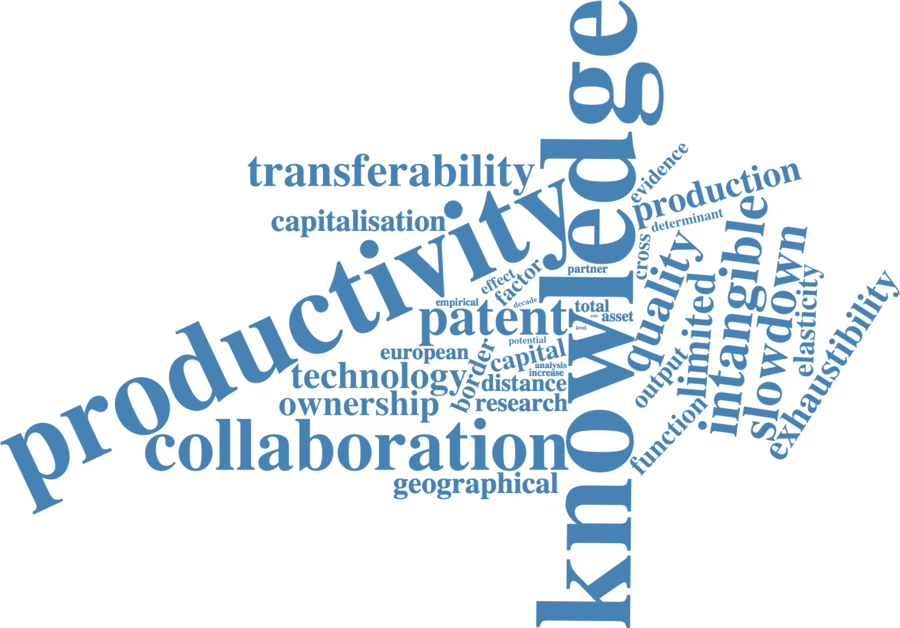 knowledge
productivity
transferability
capitalisation
evidence
production
determinant
cross
partner
effect
factor
decade
empirical
patent
total
asset
level
potential
european
border
capital
analysis
increase
technology
distance
ownership
research
collaboration
geographical
quality
limited
intangible
slowdown
elasticity
exhaustibility
output
function